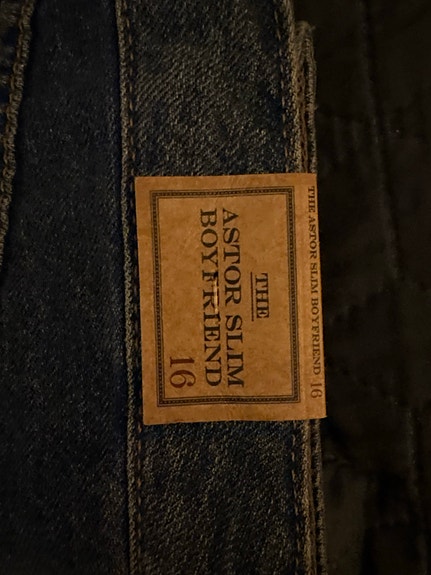 THE
ASTOR SLIM
BOYFRIEND
16
THE ASTOR SLIM BOYFRIEND 16